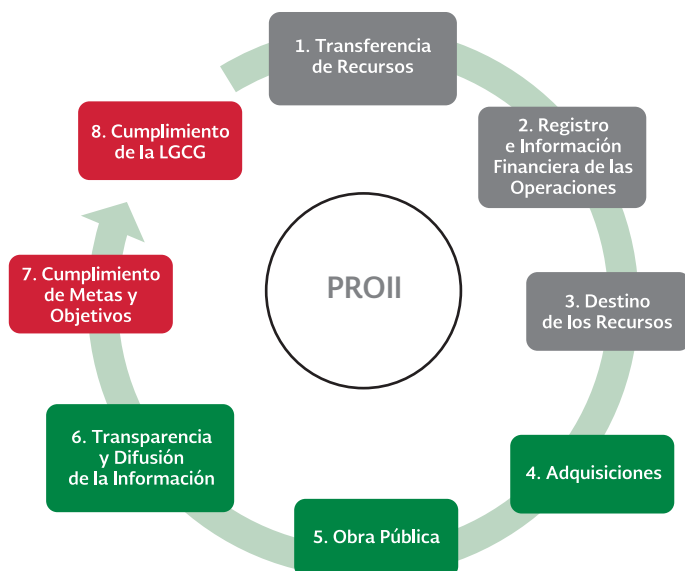 1. Transferencia
de Recursos
2. Registro
e Información
Financiera de las
Operaciones
3. Destino
de los Recursos
4. Adquisiciones
5. Obra Pública
6. Transparencia
y Difusión
de la Información
7. Cumplimiento
de Metas y
Objetivos
8. Cumplimiento
de la LGCG
PROII